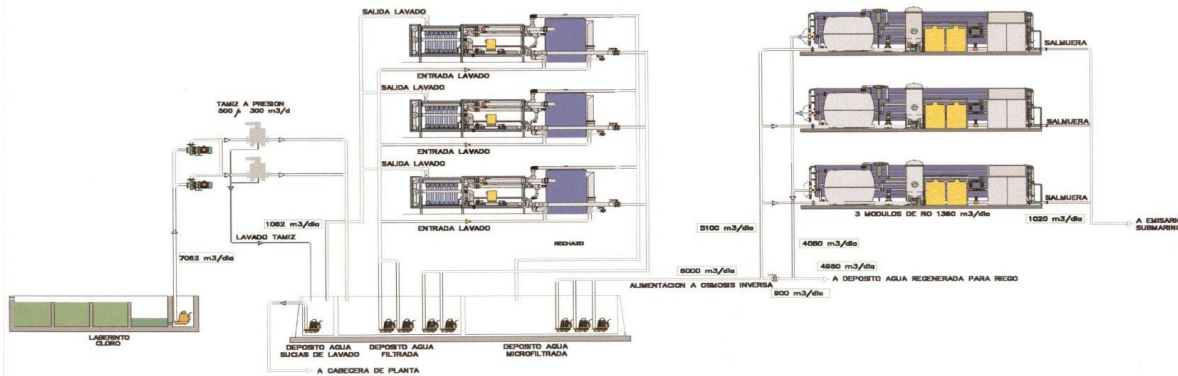 SALIDA LAVADO
ENTRADA LAVADO
SALIDA LAVADO
ENTRADA LAVADO
SALIDA LAVADO
ENTRADA LAVADO
TAMIZ A PRESION
500 µ 300 m3/d
1062 m3/dia
LAVADO TAMIZ
7062 m3/dia
RECHAZO
LABERINTO
CLORO
DEPOSITO AGUA
SUCIAS DE LAVADO
DEPOSITO AGUA
FILTRADA
DEPOSITO AGUA
MICROFILTRADA
A CABECERA DE PLANTA
6000 m3/dia
ALIMENTACION A OSMOSIS INVERSA
5100 m3/dia
4080 m3/dia
4980 m3/dia
A DEPOSITO AGUA REGENERADA PARA RIEGO
900 m3/dia
SALMUERA
SALMUERA
SALMUERA
3 MODULOS DE RO 1360 m3/dia
1020 m3/dia
A EMISARIO
SUBMARINO